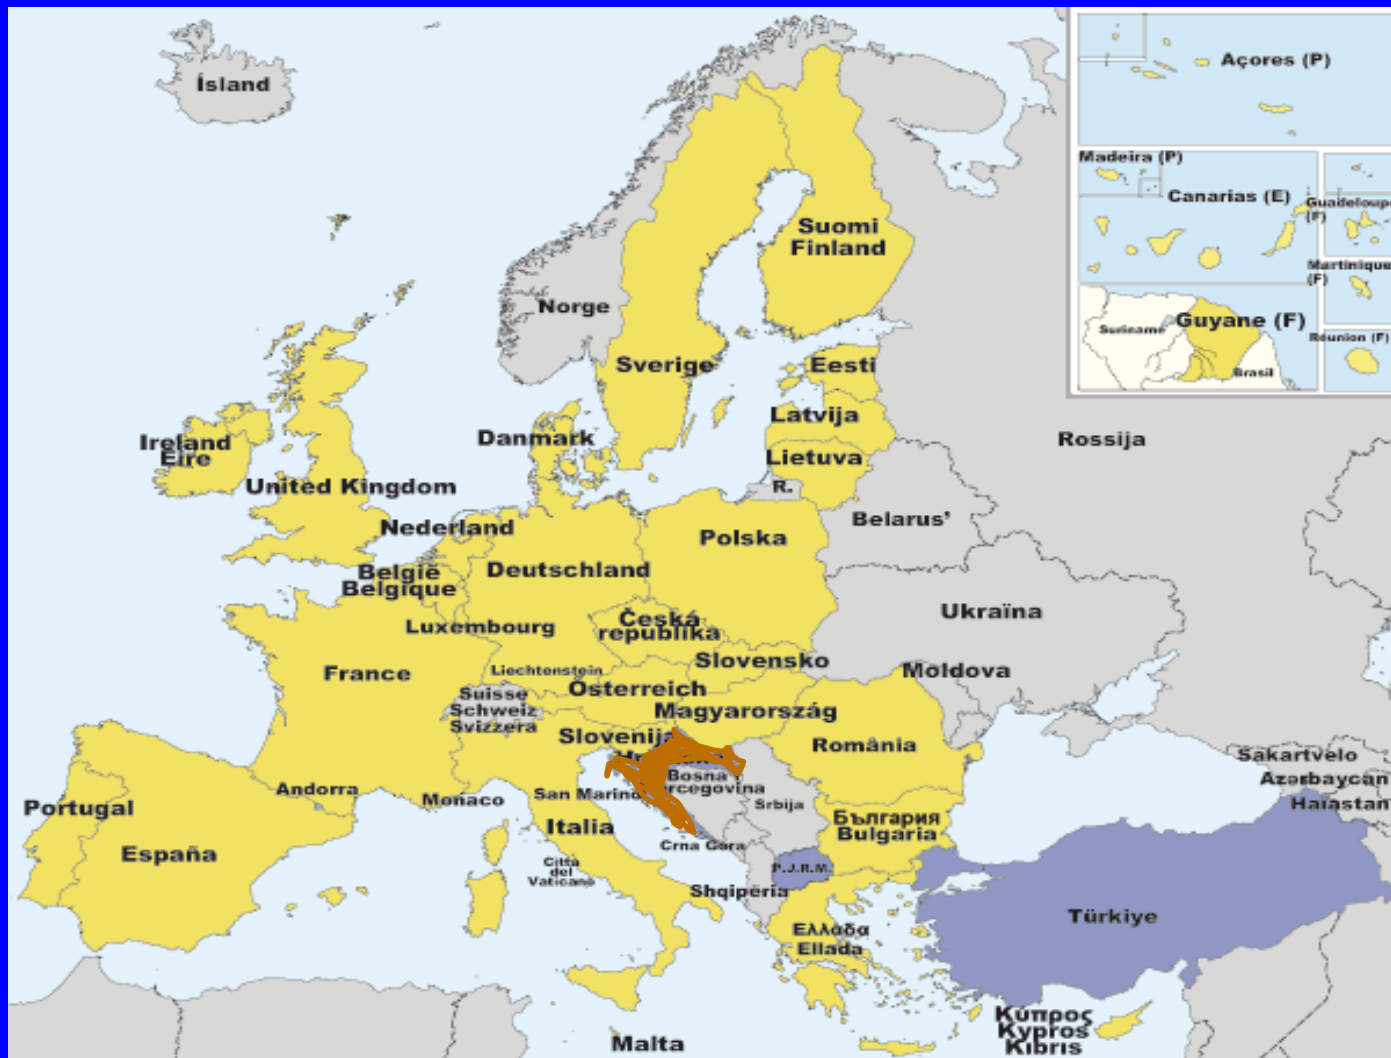 Ísland
Açores (P)
Madeira (P)
Canarias (E)
Guadeloupe
(F)
Martinique
(F)
Guyane (F)
Suriname
Brasil
Réunion (F)
Suomi
Finland
Norge
Sverige
Eesti
Latvija
Lietuva
R.
Rossija
Danmark
Ireland
Éire
United Kingdom
Nederland
Belarus'
Polska
België
Belgique
Deutschland
Luxembourg
Česká
republika
Ukraïna
Slovensko
Moldova
France
Liechtenstein
Österreich
Suisse
Schweiz
Svizzera
Magyarország
Slovenija
România
Bosna i
San Marino
Srbija
Sakartvelo
Azərbaycan
Haïastan
Andorra
Monaco
Portugal
España
Italia
България
Bulgaria
Crna Gora
Città
del
Vaticano
P.J.R.M.
Shqipëria
Türkiye
Ελλάδα
Ellada
Κύπρος
Kypros
Kıbrıs
Malta